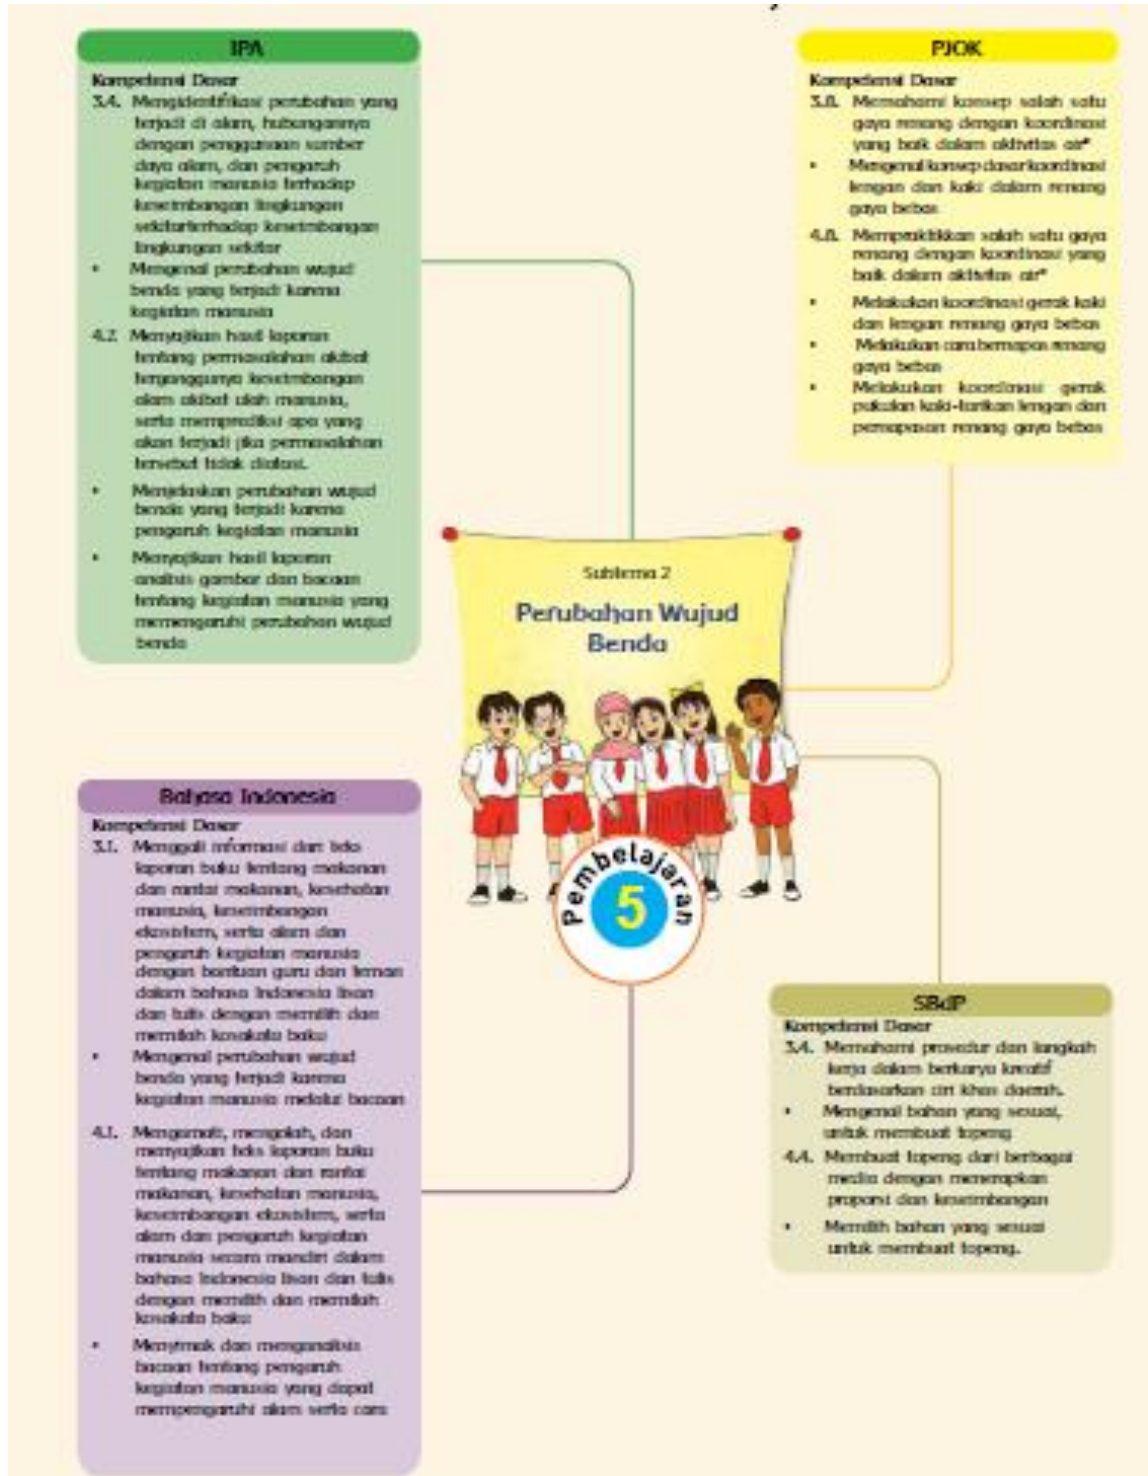 IPA
Kompetensi Dasar
3.4. Mengidentifikasi perubahan yang
terjadi di alam, hubungannya
dengan penggunaan sumber
daya alam, dan pengaruh
kegiatan manusia terhadap
keseimbangan lingkungan
sekitarterhadap keseimbangan
lingkungan sekitar
• Mengenal perubahan wujud
benda yang terjadi karena
kegiatan manusia
4.7. Menyajikan hasil laporan
tentang permasalahan akibat
terganggunya keseimbangan
alam akibat ulah manusia,
serta memprediksi apa yang
akan terjadi jika permasalahan
tersebut tidak diatasi.
• Menjelaskan perubahan wujud
benda yang terjadi karena
pengaruh kegiatan manusia
• Menyajikan hasil laporan
analisis gambar dan bacaan
tentang kegiatan manusia yang
memengaruhi perubahan wujud
benda
PJOK
Kompetensi Dasar
3.8. Memahami konsep salah satu
gaya renang dengan koordinasi
yang baik dalam aktivitas air*
• Mengenal konsep dasar koordinasi
lengan dan kaki dalam renang
gaya bebas
4.8. Mempraktikkan salah satu gaya
renang dengan koordinasi yang
baik dalam aktivitas air*
• Melakukan koordinasi gerak kaki
dan lengan renang gaya bebas
• Melakukan cara bernapas renang
gaya bebas
• Melakukan koordinasi gerak
pukulan kaki-tarikan lengan dan
pernapasan renang gaya bebas
Subtema 2
Perubahan Wujud
Benda
Pembelajaran
5
Bahasa Indonesia
Kompetensi Dasar
3.1. Menggali informasi dari teks
laporan buku tentang makanan
dan rantai makanan, kesehatan
manusia, keseimbangan
ekosistem, serta alam dan
pengaruh kegiatan manusia
dengan bantuan guru dan teman
dalam bahasa Indonesia lisan
dan tulis dengan memilih dan
memilah kosakata baku
• Mengenal perubahan wujud
benda yang terjadi karena
kegiatan manusia melalui bacaan
4.1. Mengamati, mengolah, dan
menyajikan teks laporan buku
tentang makanan dan rantai
makanan, kesehatan manusia,
keseimbangan ekosistem, serta
alam dan pengaruh kegiatan
manusia secara mandiri dalam
bahasa Indonesia lisan dan tulis
dengan memilih dan memilah
kosakata baku
• Menyimak dan menganalisis
bacaan tentang pengaruh
kegiatan manusia yang dapat
mempengaruhi alam serta cara
SBdP
Kompetensi Dasar
3.4. Memahami prosedur dan langkah
kerja dalam berkarya kreatif
berdasarkan ciri khas daerah.
• Mengenal bahan yang sesuai,
untuk membuat topeng
4.4. Membuat topeng dari berbagai
media dengan menerapkan
proporsi dan keseimbangan
• Memilih bahan yang sesuai
untuk membuat topeng.